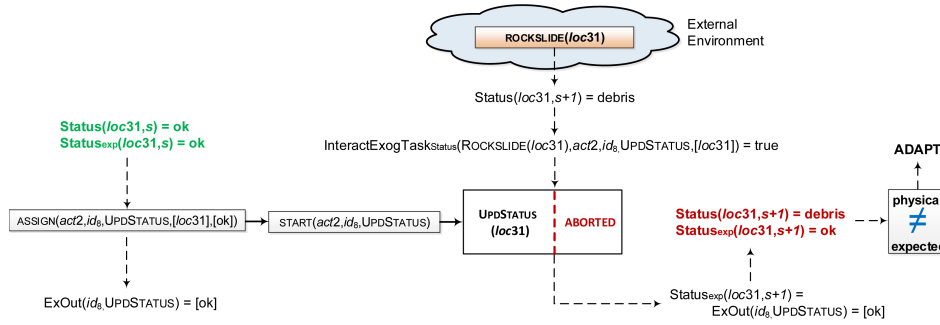 ROCKSLIDE(loc31)
External
Environment
Status(loc31,s+1) = debris
Status(loc31,s) = ok
Statusexp(loc31,s) = ok
InteractExogTaskStatus(ROCKSLIDE(loc31),act2,id8,UPDSTATUS,[loc31]) = true
ADAPT
ASSIGN(act2,id8,UPDSTATUS,[loc31],[ok])
START(act2,id8,UPDSTATUS)
UPDSTATUS
(loc31)
ABORTED
Status(loc31,s+1) = debris
Statusexp(loc31,s+1) = ok
physical
≠
expected
ExOut(id8,UPDSTATUS) = [ok]
Statusexp(loc31,s+1) =
ExOut(id8,UPDSTATUS) = [ok]